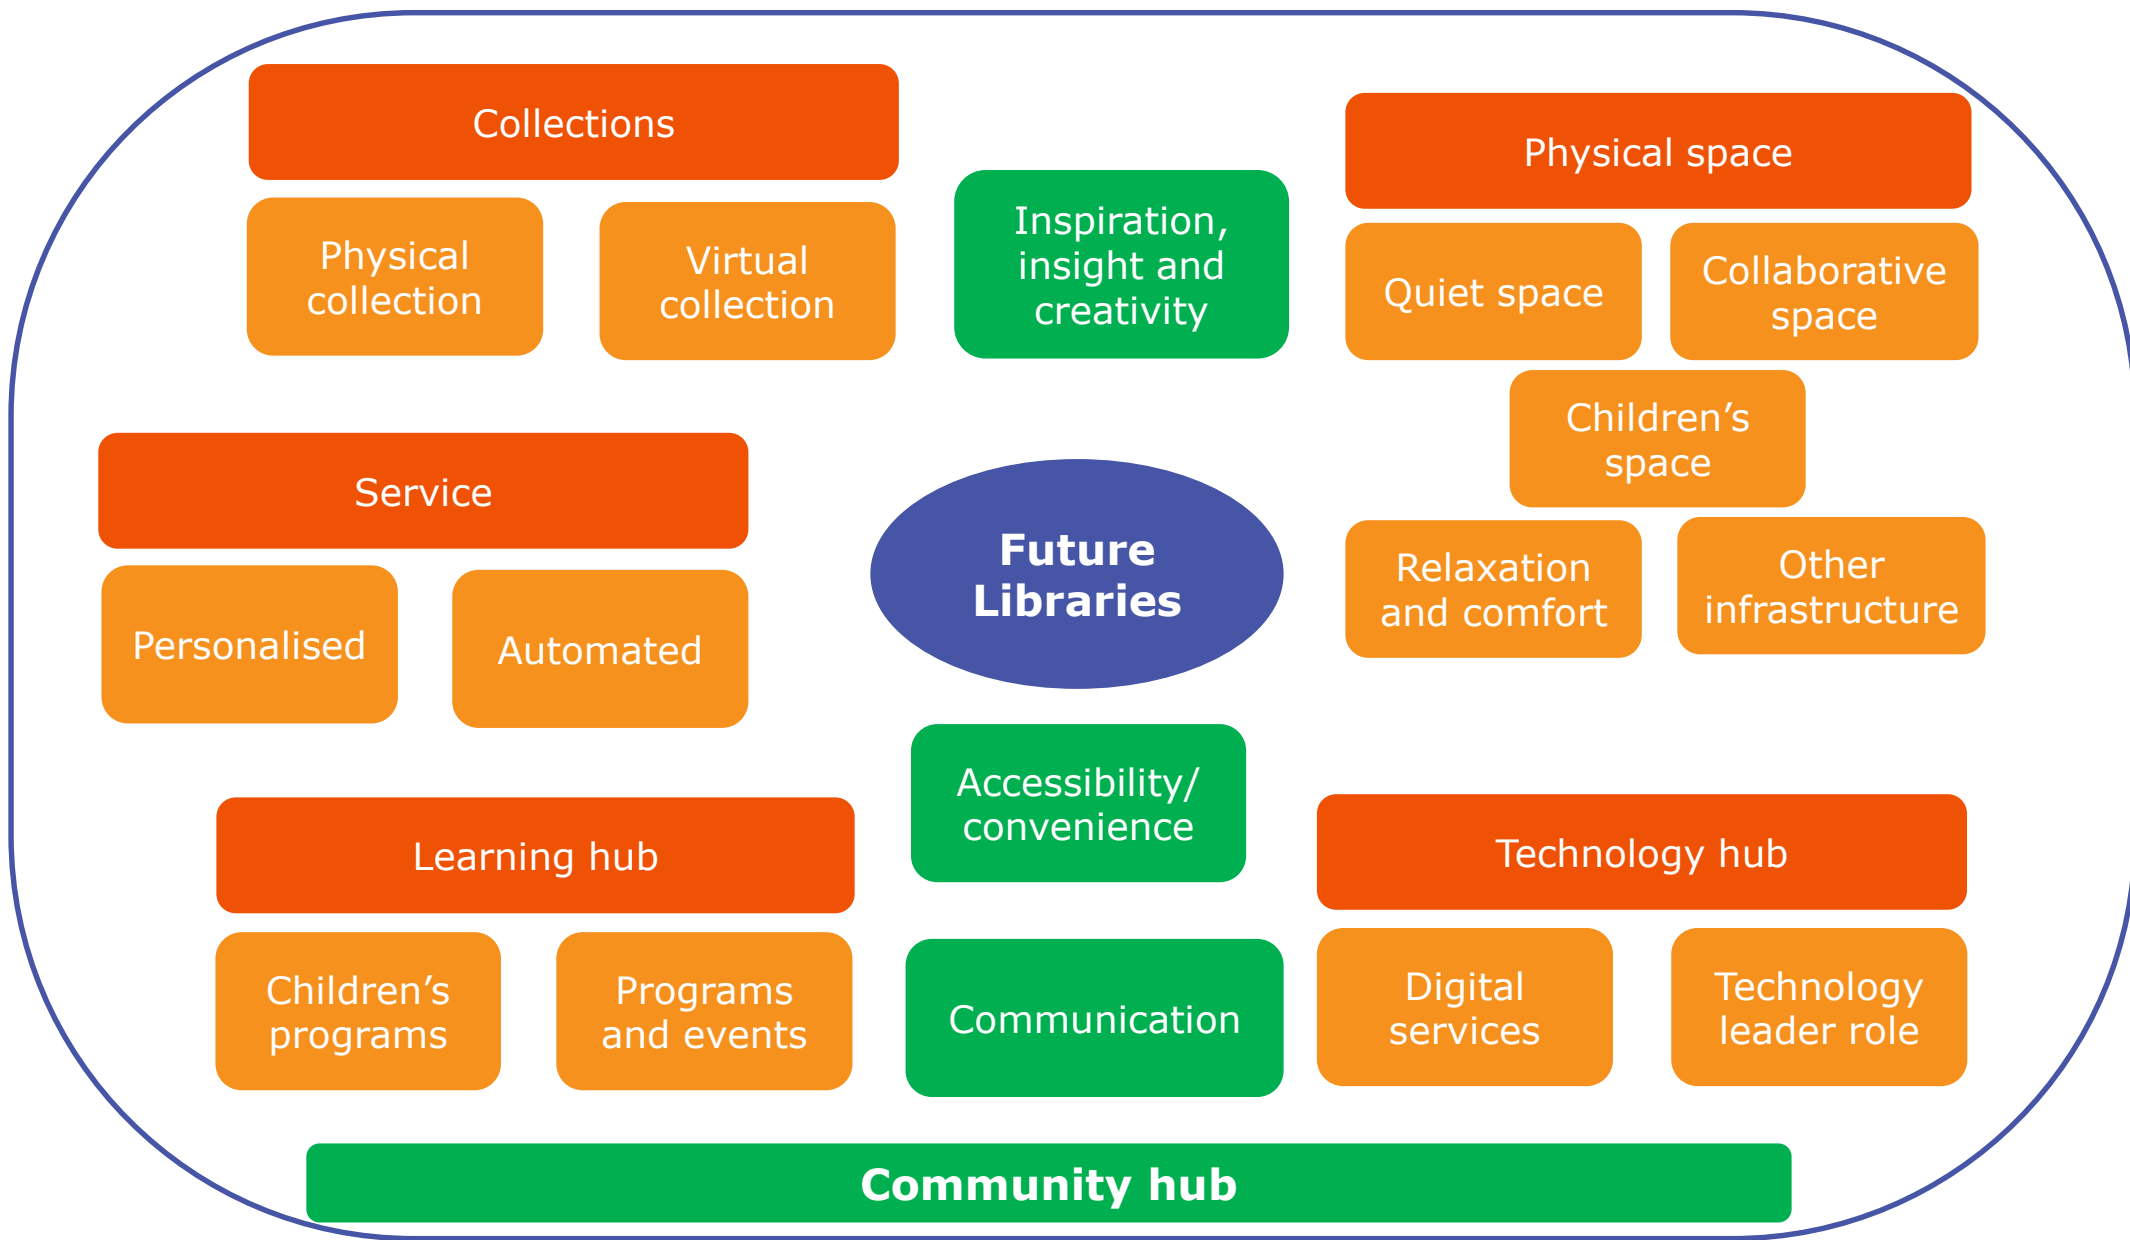 Collections
Physical
collection
Virtual
collection
Inspiration,
insight and
creativity
Physical space
Quiet space
Collaborative
space
Children’s
space
Relaxation
and comfort
Other
infrastructure
Service
Personalised
Automated
Future
Libraries
Accessibility/
convenience
Learning hub
Children’s
programs
Programs
and events
Communication
Technology hub
Digital
services
Technology
leader role
Community hub